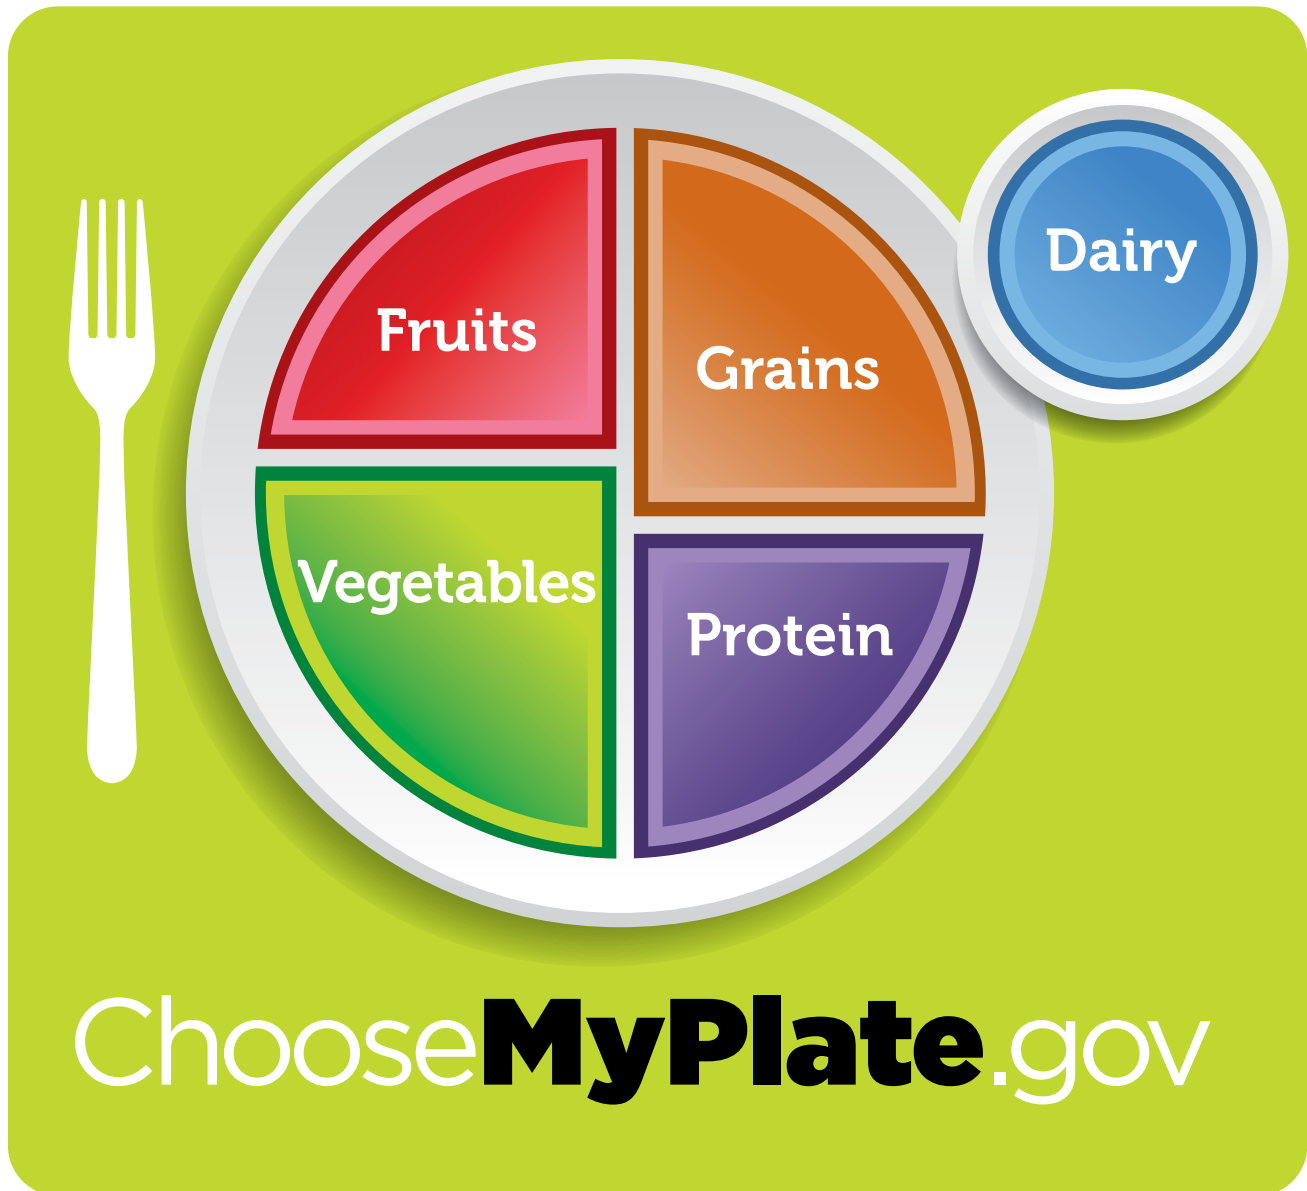 Dairy
Fruits
Grains
Vegetables
Protein
ChooseMyPlate.gov